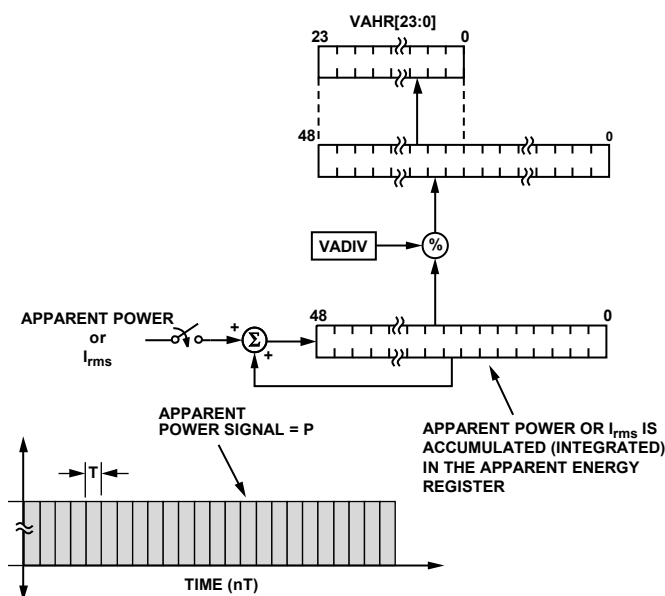 VAHR[23:0]
23 0
48 0
VADIV
%
48 0
APPARENT POWER
or
Irms
+
Σ
+
APPARENT
POWER SIGNAL = P
T
APPARENT POWER OR Irms IS
ACCUMULATED (INTEGRATED)
IN THE APPARENT ENERGY
REGISTER
TIME (nT)